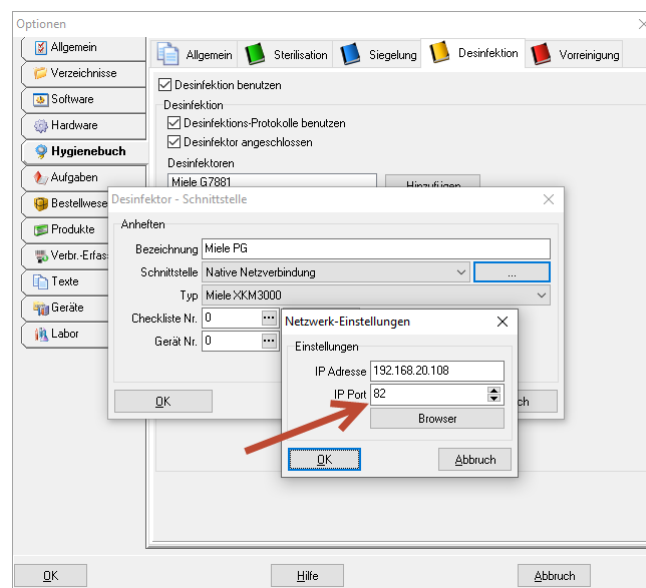 Optionen
Allgemein
Verzeichnisse
Software
Hardware
Hygienebuch
Aufgaben
Bestellwese
Produkte
Verbr.-Erfas
Texte
Geräte
Labor
Allgemein Sterilisation Siegelung Desinfektion Vorreinigung
Desinfektion benutzen
Desinfektion
Desinfektions-Protokolle benutzen
Desinfektor angeschlossen
Desinfektoren
Miele G7881
Hinzufügen
Desinfektor - Schnittstelle
Anheften
Bezeichnung Miele PG
Schnittstelle Native Netzverbindung ...
Typ Miele XKM3000
Checkliste Nr. 0 ...
Gerät Nr. 0 ...
OK
ch
Netzwerk-Einstellungen
Einstellungen
IP Adresse 192.168.20.108
IP Port 82
Browser
OK Abbruch
OK Hilfe Abbruch